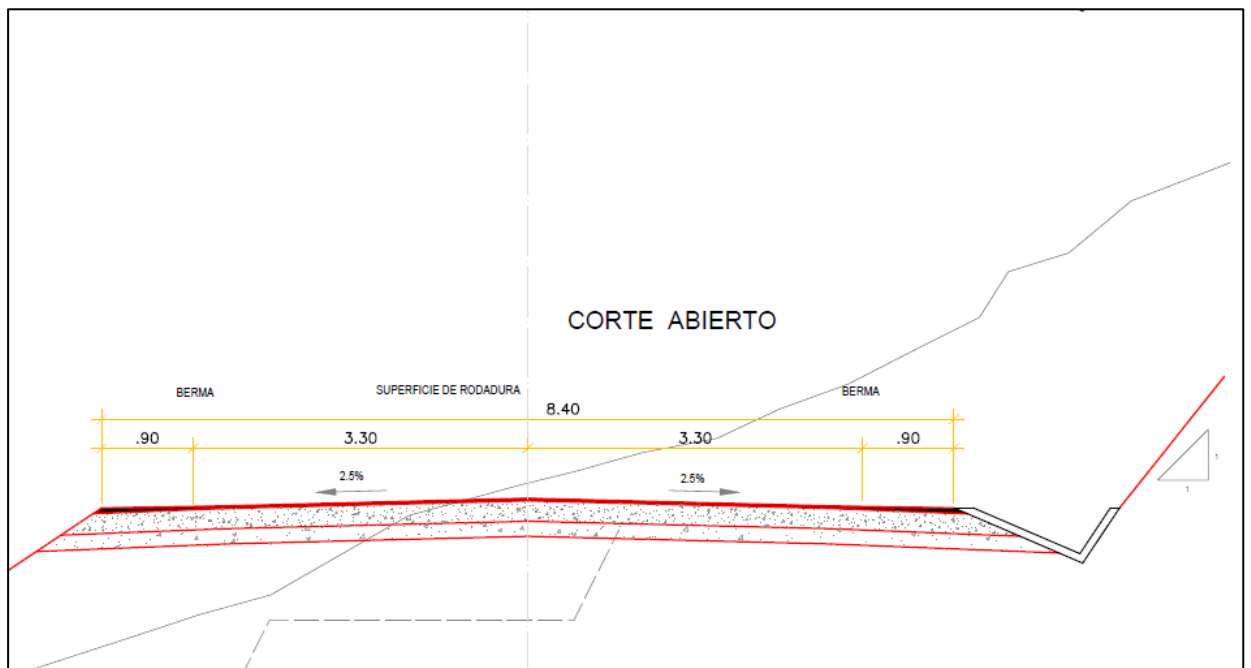 CORTE ABIERTO
BERMA SUPERFICIE DE RODADURA BERMA
8.40
.90 3.30 3.30 .90
2.5% 2.5%
1
1